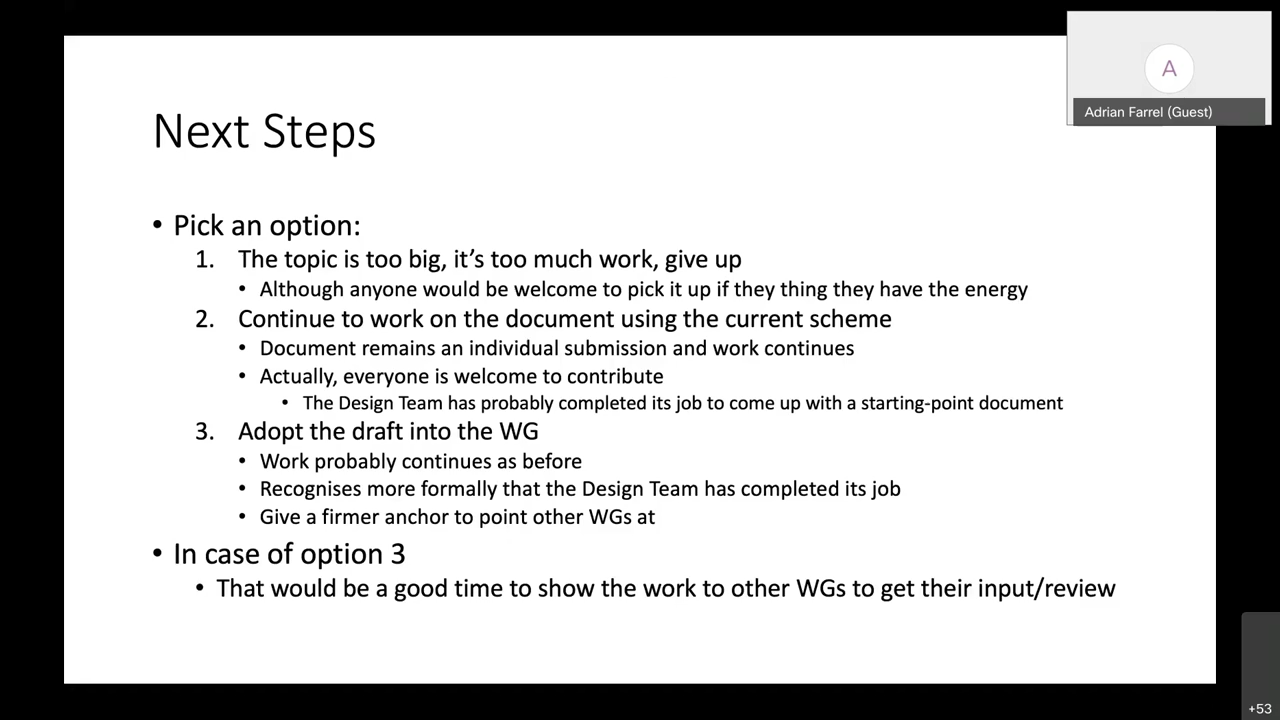 A
Adrian Farrel (Guest)
Next Steps
• Pick an option:
1. The topic is too big, it's too much work, give up
• Although anyone would be welcome to pick it up if they thing they have the energy
2. Continue to work on the document using the current scheme
• Document remains an individual submission and work continues
• Actually, everyone is welcome to contribute
• The Design Team has probably completed its job to come up with a starting-point document
3. Adopt the draft into the WG
• Work probably continues as before
• Recognises more formally that the Design Team has completed its job
• Give a firmer anchor to point other WGs at
• In case of option 3
• That would be a good time to show the work to other WGs to get their input/review
+53